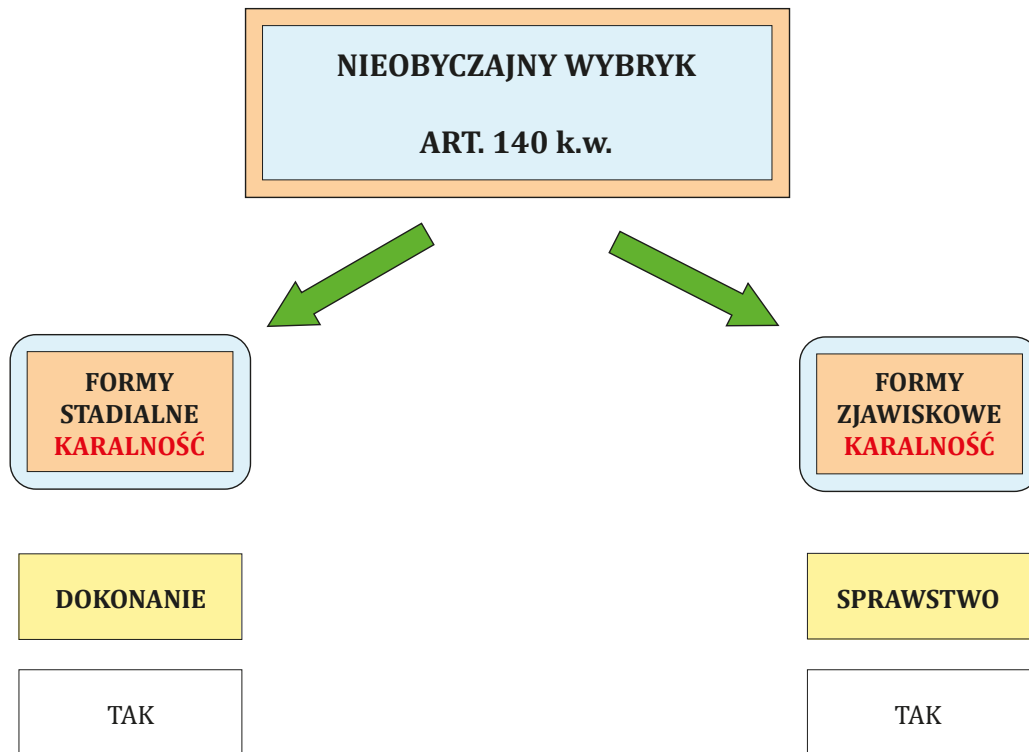 NIEOBYCZAJNY WYBRYK
ART. 140 k.w.
FORMY
STADIALNE
KARALNOŚĆ
FORMY
ZJAWISKOWE
KARALNOŚĆ
DOKONANIE
SPRAWSTWO
TAK
TAK